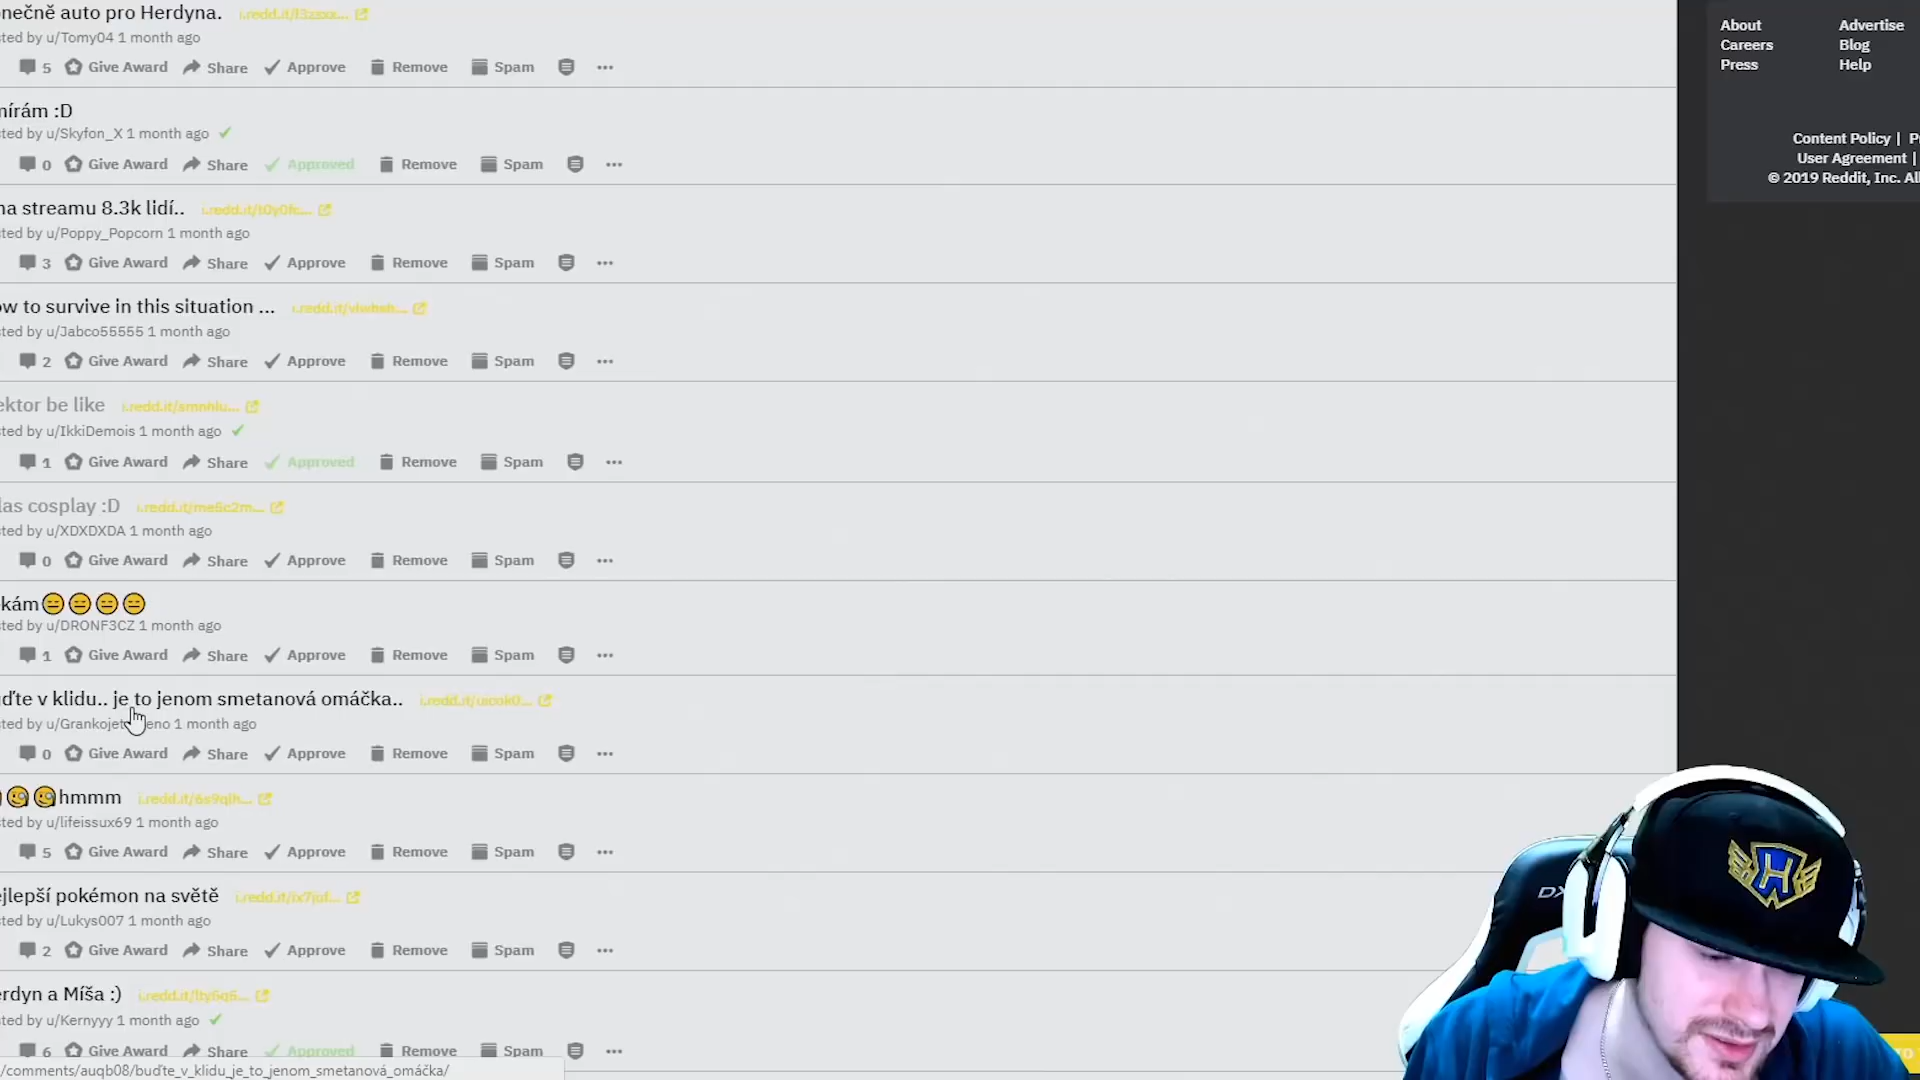 nečně auto pro Herdyna.
ted by u/Tomy04 1 month ago
5 Give Award Share Approve Remove Spam
nírám :D
ted by u/Skyfon_X 1 month ago
0 Give Award Share Approved Remove Spam
na streamu 8.3k lidí..
ted by u/Poppy_Popcorn 1 month ago
3 Give Award Share Approve Remove Spam
ow to survive in this situation ...
ted by u/Jabco55555 1 month ago
2 Give Award Share Approve Remove Spam
ektor be like
ted by u/IkkiDemois 1 month ago
1 Give Award Share Approved Remove Spam
las cosplay :D
ted by u/XDXDXDA 1 month ago
0 Give Award Share Approve Remove Spam
kám
ted by u/DRONF3CZ 1 month ago
1 Give Award Share Approve Remove Spam
ďte v klidu.. je to jenom smetanová omáčka..
1 month ago
0 Give Award Share Approve Remove Spam
hmmm
ted by u/lifeissux69 1 month ago
5 Give Award Share Approve Remove Spam
jlepší pokémon na světě
ted by u/Lukys007 1 month ago
2 Give Award Share Approve Remove Spam
erdyn a Míša :)
ted by u/Kernyyy 1 month ago
6 Give Award Share Approved Remove Spam
/comments/auqb08/buďte_v_klidu_je_to_jenom_smetanová_omáčka/
About Advertise
Careers Blog
Press Help
Content Policy | P
User Agreement |
© 2019 Reddit, Inc. All
H
DX